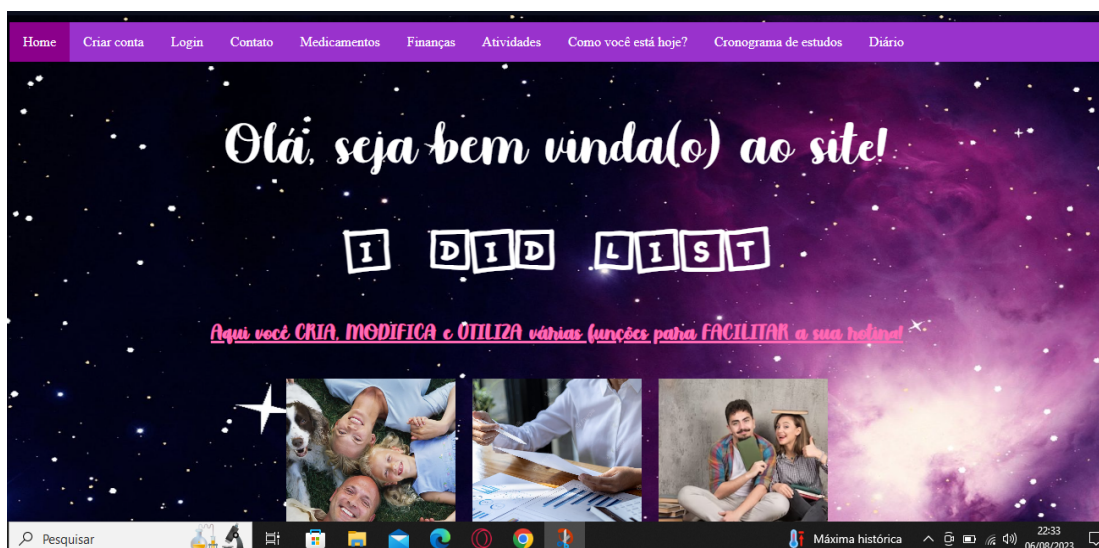 Home Criar conta Login Contato Medicamentos Finanças Atividades Como você está hoje? Cronograma de estudos Diário
Olá, seja bem vinda(o) ao site!
I DID LIST
Aqui você CRIA, MODIFICA e UTILIZA várias funções para FACILITAR a sua rotina!
Pesquisar Máxima histórica 22:33
06/08/2023